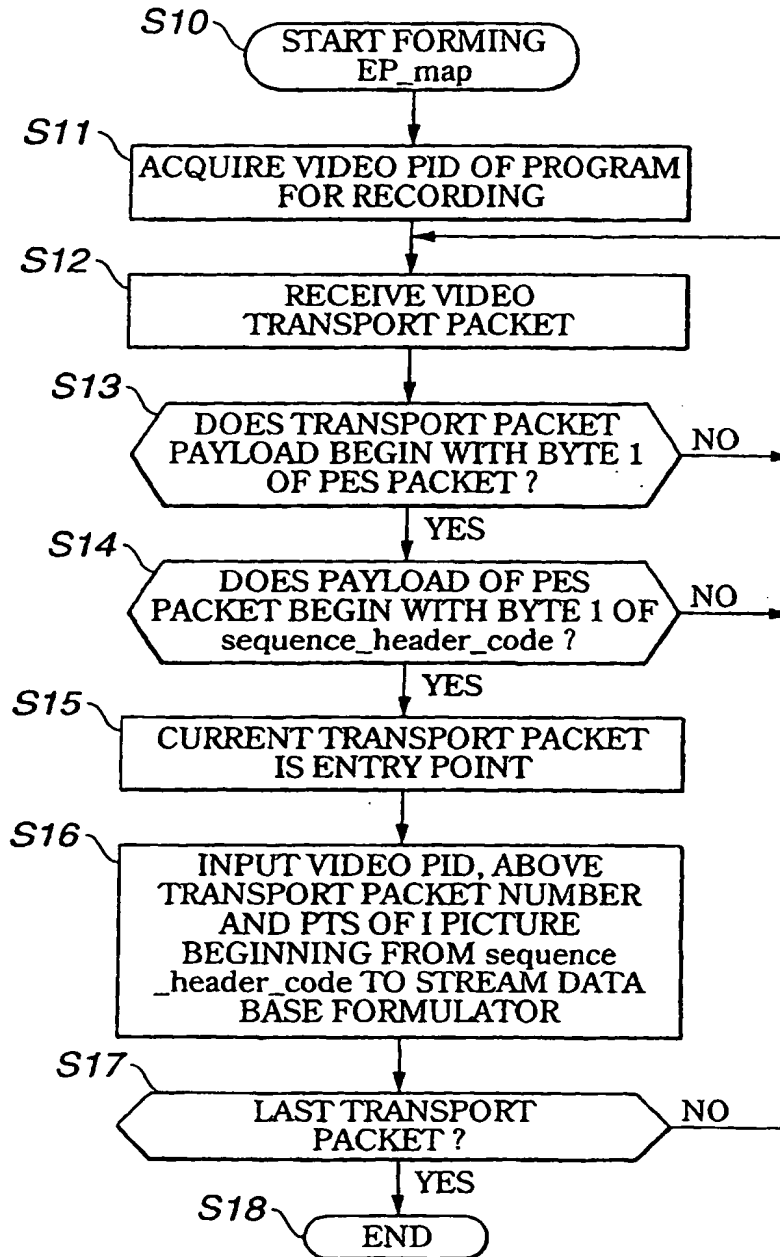 S10
START FORMING
EP_map
S11
ACQUIRE VIDEO PID OF PROGRAM
FOR RECORDING
S12
RECEIVE VIDEO
TRANSPORT PACKET
S13
DOES TRANSPORT PACKET
PAYLOAD BEGIN WITH BYTE 1
OF PES PACKET ?
NO
YES
S14
DOES PAYLOAD OF PES
PACKET BEGIN WITH BYTE 1 OF
sequence_header_code ?
NO
YES
S15
CURRENT TRANSPORT PACKET
IS ENTRY POINT
S16
INPUT VIDEO PID, ABOVE
TRANSPORT PACKET NUMBER
AND PTS OF I PICTURE
BEGINNING FROM sequence
_header_code TO STREAM DATA
BASE FORMULATOR
S17
LAST TRANSPORT
PACKET ?
NO
YES
S18
END